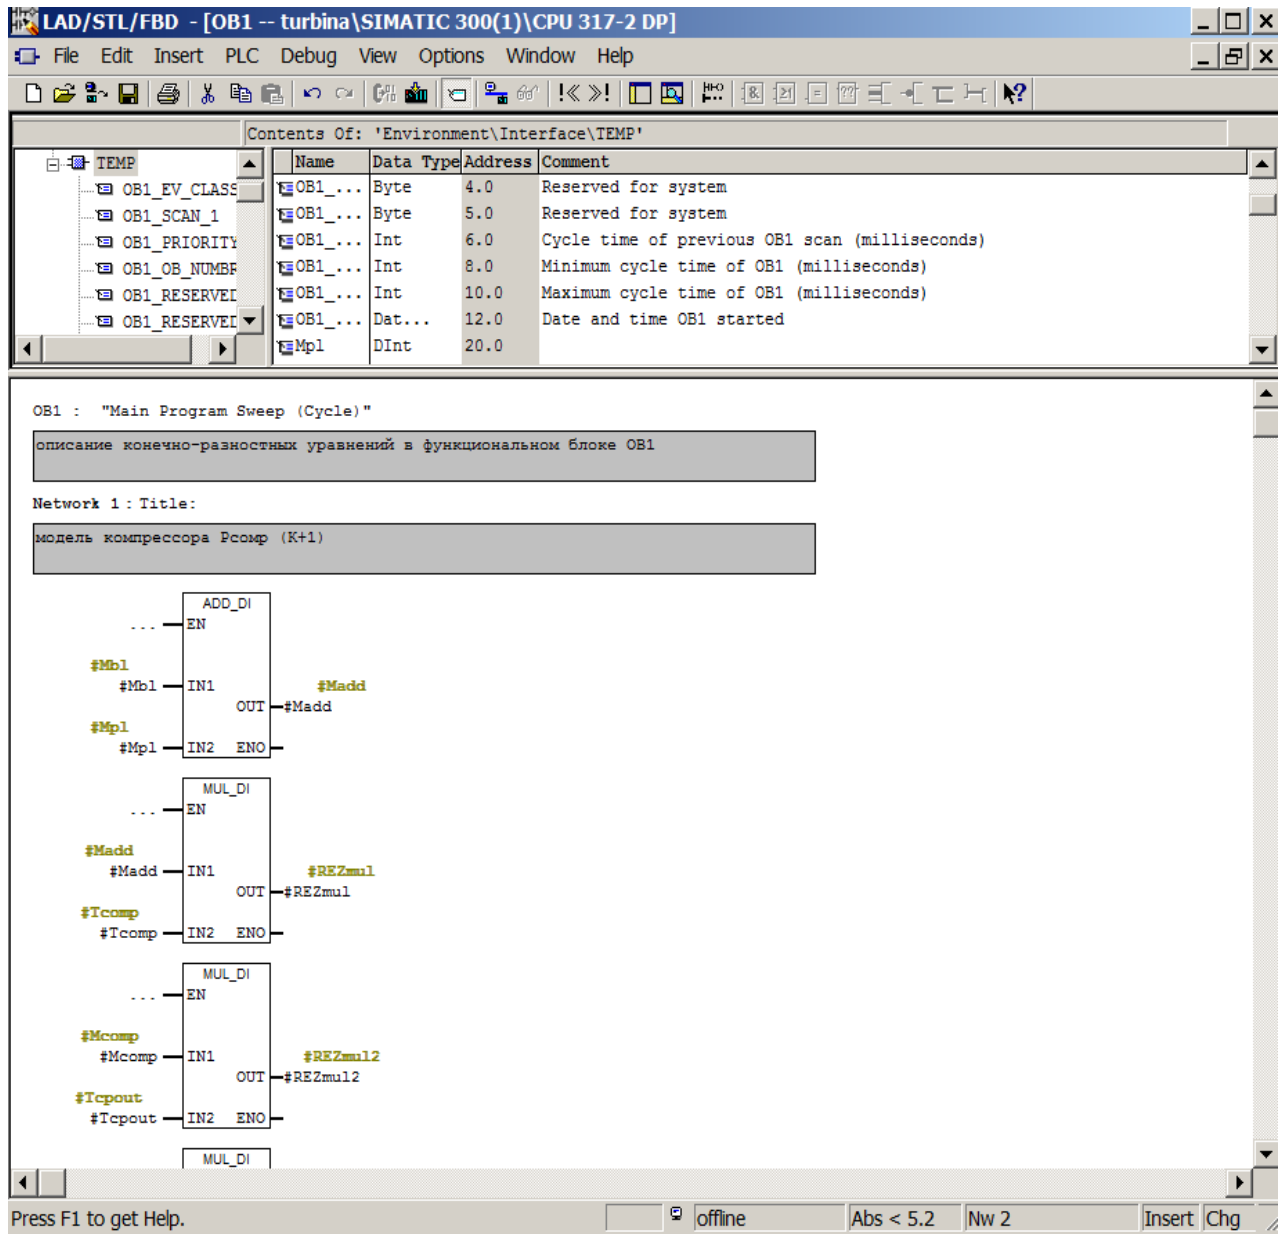 LAD/STL/FBD - [OB1 -- turbina\SIMATIC 300(1)\CPU 317-2 DP]
File Edit Insert PLC Debug View Options Window Help
Contents Of: 'Environment\Interface\TEMP'
TEMP
OB1_EV_CLASS
OB1_SCAN_1
OB1_PRIORITY
OB1_OB_NUMBR
OB1_RESERVED
OB1_RESERVED
Name Data Type Address Comment
OB1_... Byte 4.0 Reserved for system
OB1_... Byte 5.0 Reserved for system
OB1_... Int 6.0 Cycle time of previous OB1 scan (milliseconds)
OB1_... Int 8.0 Minimum cycle time of OB1 (milliseconds)
OB1_... Int 10.0 Maximum cycle time of OB1 (milliseconds)
OB1_... Dat... 12.0 Date and time OB1 started
Mpl DInt 20.0
OB1 : "Main Program Sweep (Cycle)"
описание конечно-разностных уравнений в функциональном блоке OB1
Network 1 : Title:
модель компрессора Pcomp (K+1)
ADD_DI
... EN
#Mbl
#Mbl IN1 #Madd
OUT #Madd
#Mpl
#Mpl IN2 ENO
MUL_DI
... EN
#Madd
#Madd IN1 #REZmul
OUT #REZmul
#Tcomp
#Tcomp IN2 ENO
MUL_DI
... EN
#Mcomp
#Mcomp IN1 #REZmul2
OUT #REZmul2
#Tcpout
#Tcpout IN2 ENO
MUL_DI
Press F1 to get Help. offline Abs < 5.2 Nw 2 Insert Chg